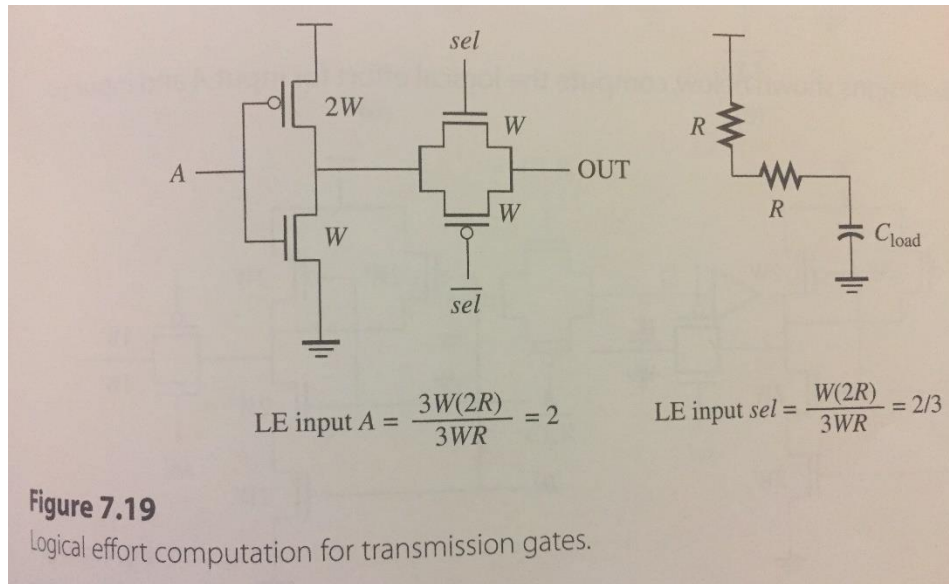 sel
2W
W
R
A
OUT
R
W
W
C_load
sel
LE input A = 3W(2R) / 3WR = 2
LE input sel = W(2R) / 3WR = 2/3
Figure 7.19
Logical effort computation for transmission gates.